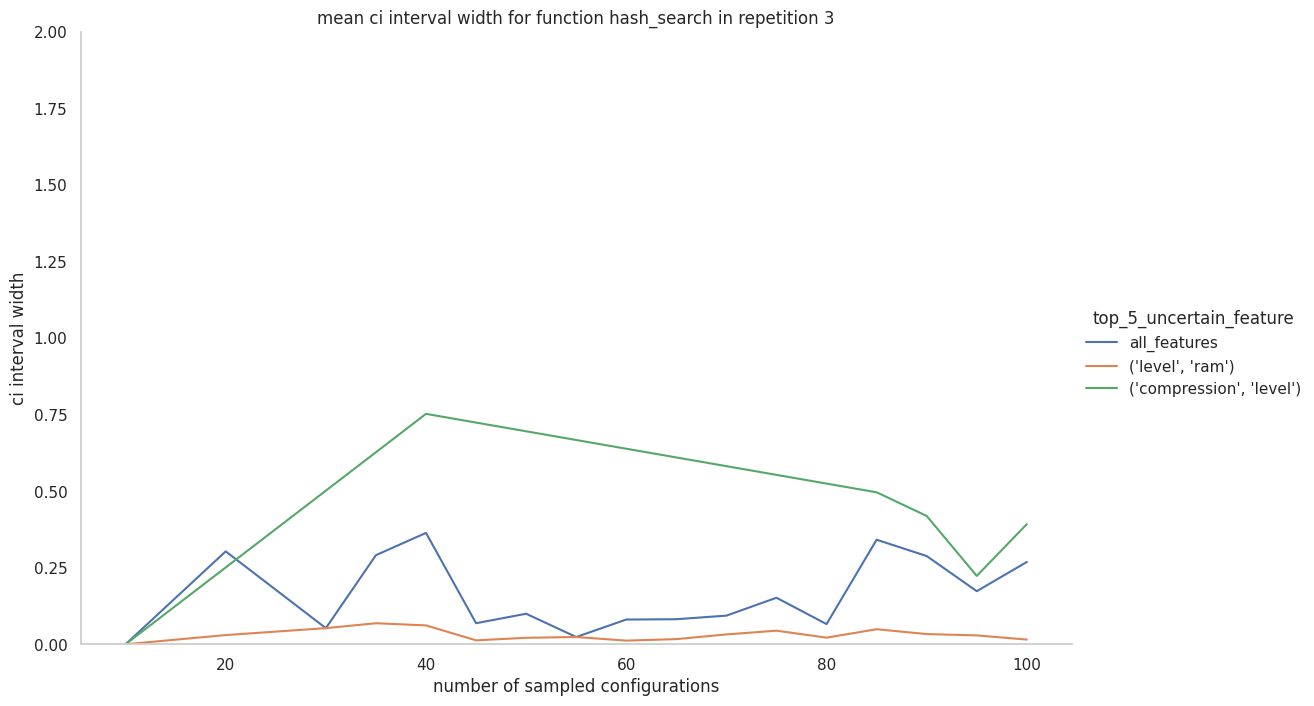 mean ci interval width for function hash_search in repetition 3
2.00
1.75
1.50
1.25
1.00
0.75
0.50
0.25
0.00
ci interval width
20
40
60
80
100
number of sampled configurations
top_5_uncertain_feature
all_features
('level', 'ram')
('compression', 'level')